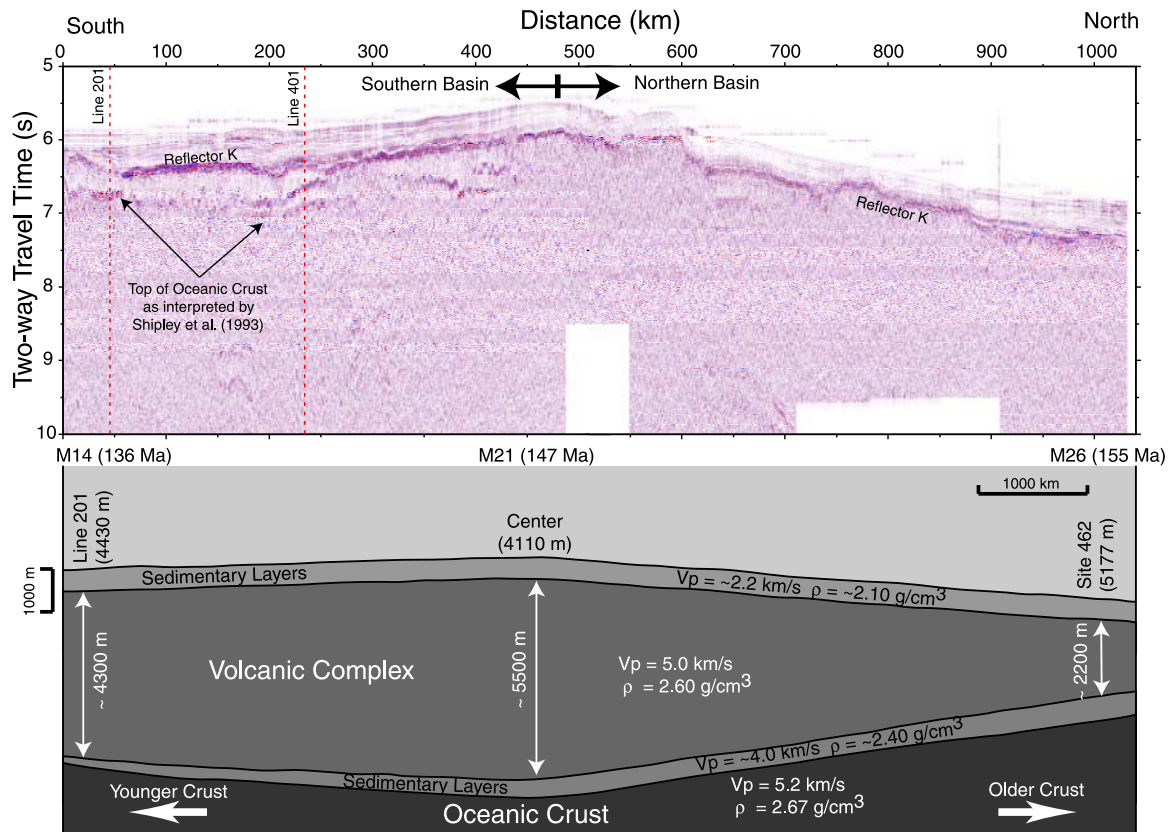 South
Distance (km)
North
0 100 200 300 400 500 600 700 800 900 1000
5
6
7
8
9
10
Two-way Travel Time (s)
Line 201
Line 401
Southern Basin
Northern Basin
Reflector K
Reflector K
Top of Oceanic Crust
as interpreted by
Shipley et al. (1993)
M14 (136 Ma)
M21 (147 Ma)
M26 (155 Ma)
1000 km
Line 201
(4430 m)
Center
(4110 m)
Site 462
(5177 m)
1000 m
Sedimentary Layers
Vp = ~2.2 km/s ρ = ~2.10 g/cm³
~ 4300 m
Volcanic Complex
~ 5500 m
Vp = 5.0 km/s
ρ = 2.60 g/cm³
~ 2200 m
Sedimentary Layers
Vp = ~4.0 km/s ρ = ~2.40 g/cm³
Younger Crust
Oceanic Crust
Vp = 5.2 km/s
ρ = 2.67 g/cm³
Older Crust